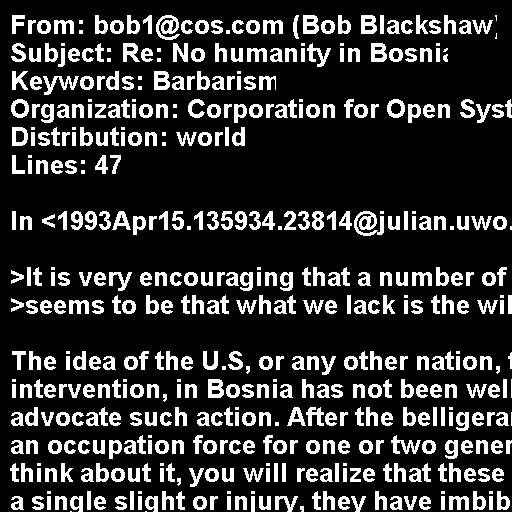 From: bob1@cos.com (Bob Blackshaw)
Subject: Re: No humanity in Bosnia
Keywords: Barbarism
Organization: Corporation for Open Syst
Distribution: world
Lines: 47
In <1993Apr15.135934.23814@julian.uwo.
>It is very encouraging that a number of
>seems to be that what we lack is the wil
The idea of the U.S, or any other nation, t
intervention, in Bosnia has not been well
advocate such action. After the belligera
an occupation force for one or two gener
think about it, you will realize that these
a single slight or injury, they have imbib